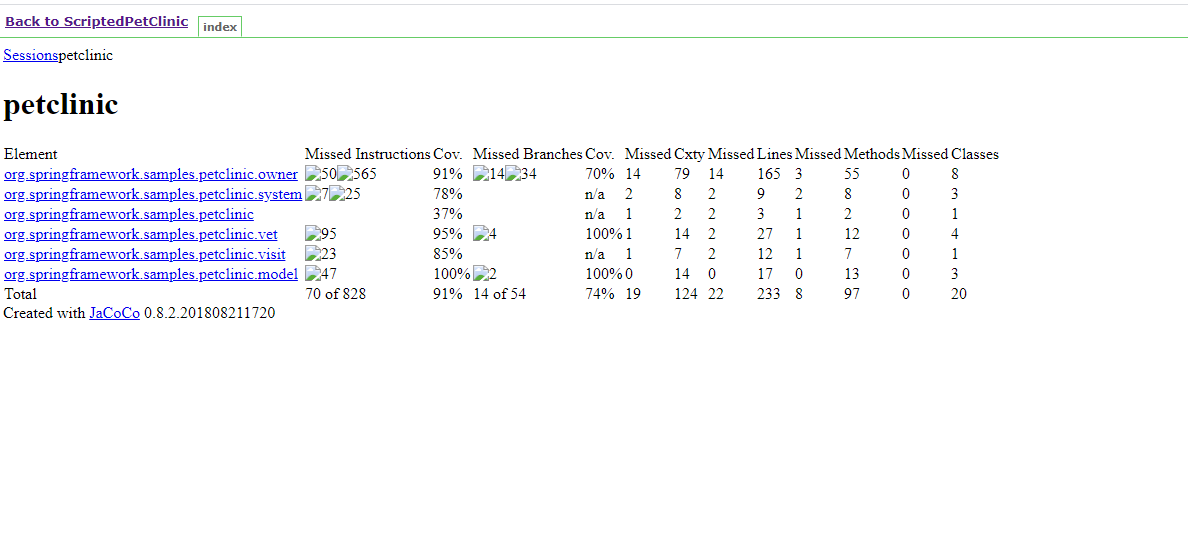 Back to ScriptedPetClinic index
Sessionspetclinic
petclinic
Element Missed Instructions Cov. Missed Branches Cov. Missed Cxty Missed Lines Missed Methods Missed Classes
org.springframework.samples.petclinic.owner 50 565 91% 14 34 70% 14 79 14 165 3 55 0 8
org.springframework.samples.petclinic.system 7 25 78% n/a 2 8 2 9 2 8 0 3
org.springframework.samples.petclinic 37% n/a 1 2 2 3 1 2 0 1
org.springframework.samples.petclinic.vet 95 95% 4 100% 1 14 2 27 1 12 0 4
org.springframework.samples.petclinic.visit 23 85% n/a 1 7 2 12 1 7 0 1
org.springframework.samples.petclinic.model 47 100% 2 100% 0 14 0 17 0 13 0 3
Total 70 of 828 91% 14 of 54 74% 19 124 22 233 8 97 0 20
Created with JaCoCo 0.8.2.201808211720